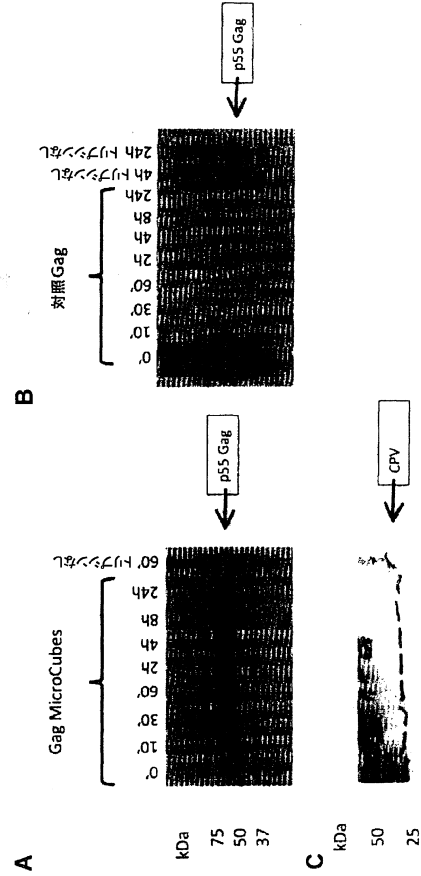 A
Gag MicroCubes
0'
10'
30'
60'
2h
4h
8h
24h
60' トリプシンなし
kDa
75
50
37
p55 Gag
B
対照Gag
0'
10'
30'
60'
2h
4h
8h
24h
4h トリプシンなし
24h トリプシンなし
p55 Gag
C
kDa
50
25
CPV